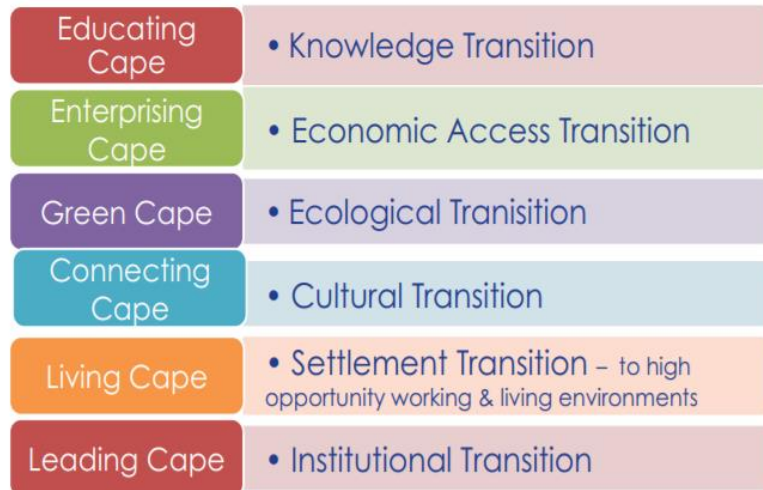 Educating
Cape
• Knowledge Transition
Enterprising
Cape
• Economic Access Transition
Green Cape
• Ecological Tranisition
Connecting
Cape
• Cultural Transition
Living Cape
• Settlement Transition – to high
opportunity working & living environments
Leading Cape
• Institutional Transition